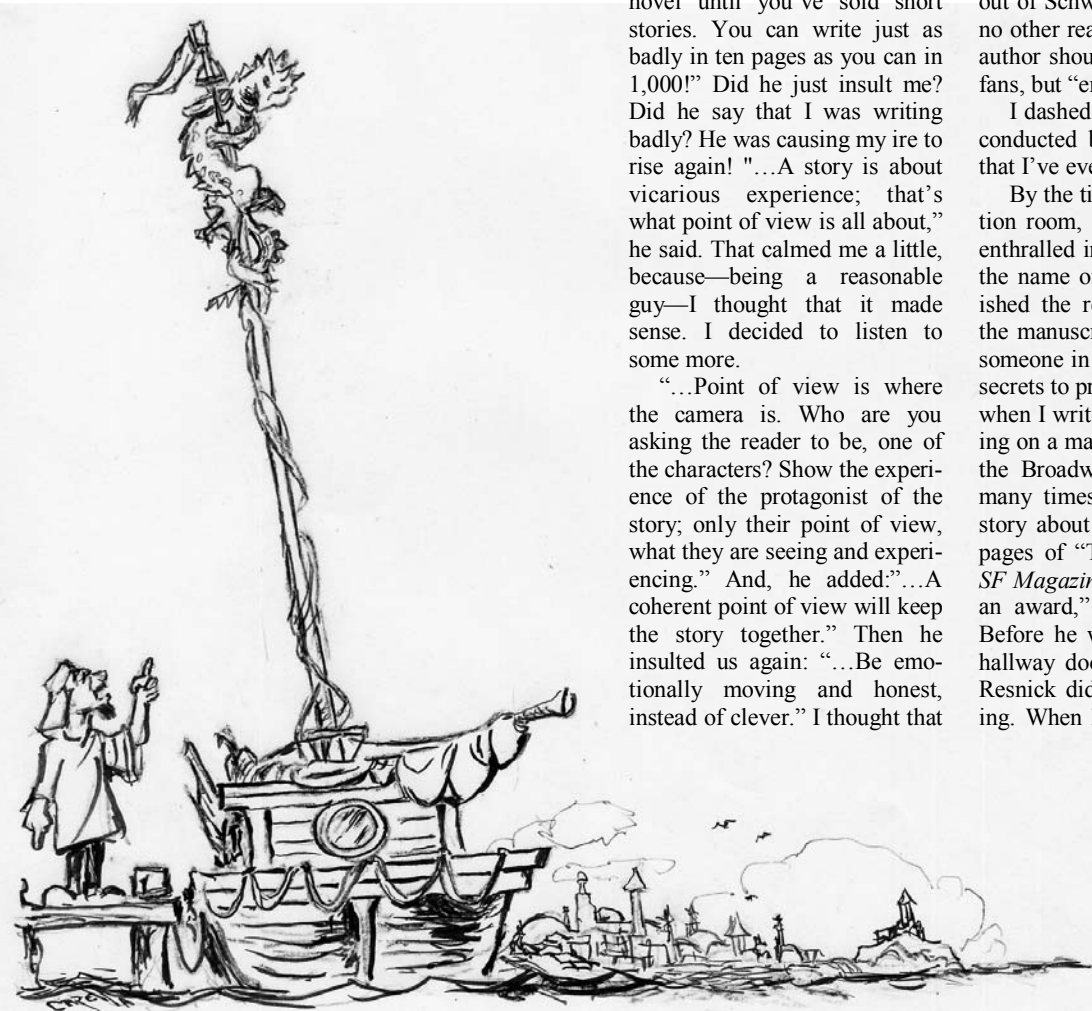 novel until you've sold short
stories. You can write just as
badly in ten pages as you can in
1,000!” Did he just insult me?
Did he say that I was writing
badly? He was causing my ire to
rise again! "…A story is about
vicarious experience; that's
what point of view is all about,”
he said. That calmed me a little,
because—being a reasonable
guy—I thought that it made
sense. I decided to listen to
some more.
“…Point of view is where
the camera is. Who are you
asking the reader to be, one of
the characters? Show the experi-
ence of the protagonist of the
story; only their point of view,
what they are seeing and experi-
encing.” And, he added:”…A
coherent point of view will keep
the story together.” Then he
insulted us again: “…Be emo-
tionally moving and honest,
instead of clever.” I thought that
out of Schw
no other rea
author shou
fans, but “e
I dashed
conducted b
that I've eve
By the ti
tion room,
enthralled i
the name o
ished the r
the manusc
someone in
secrets to p
when I writ
ing on a ma
the Broadw
many times
story about
pages of “T
SF Magazin
an award,”
Before he w
hallway doo
Resnick did
ing. When